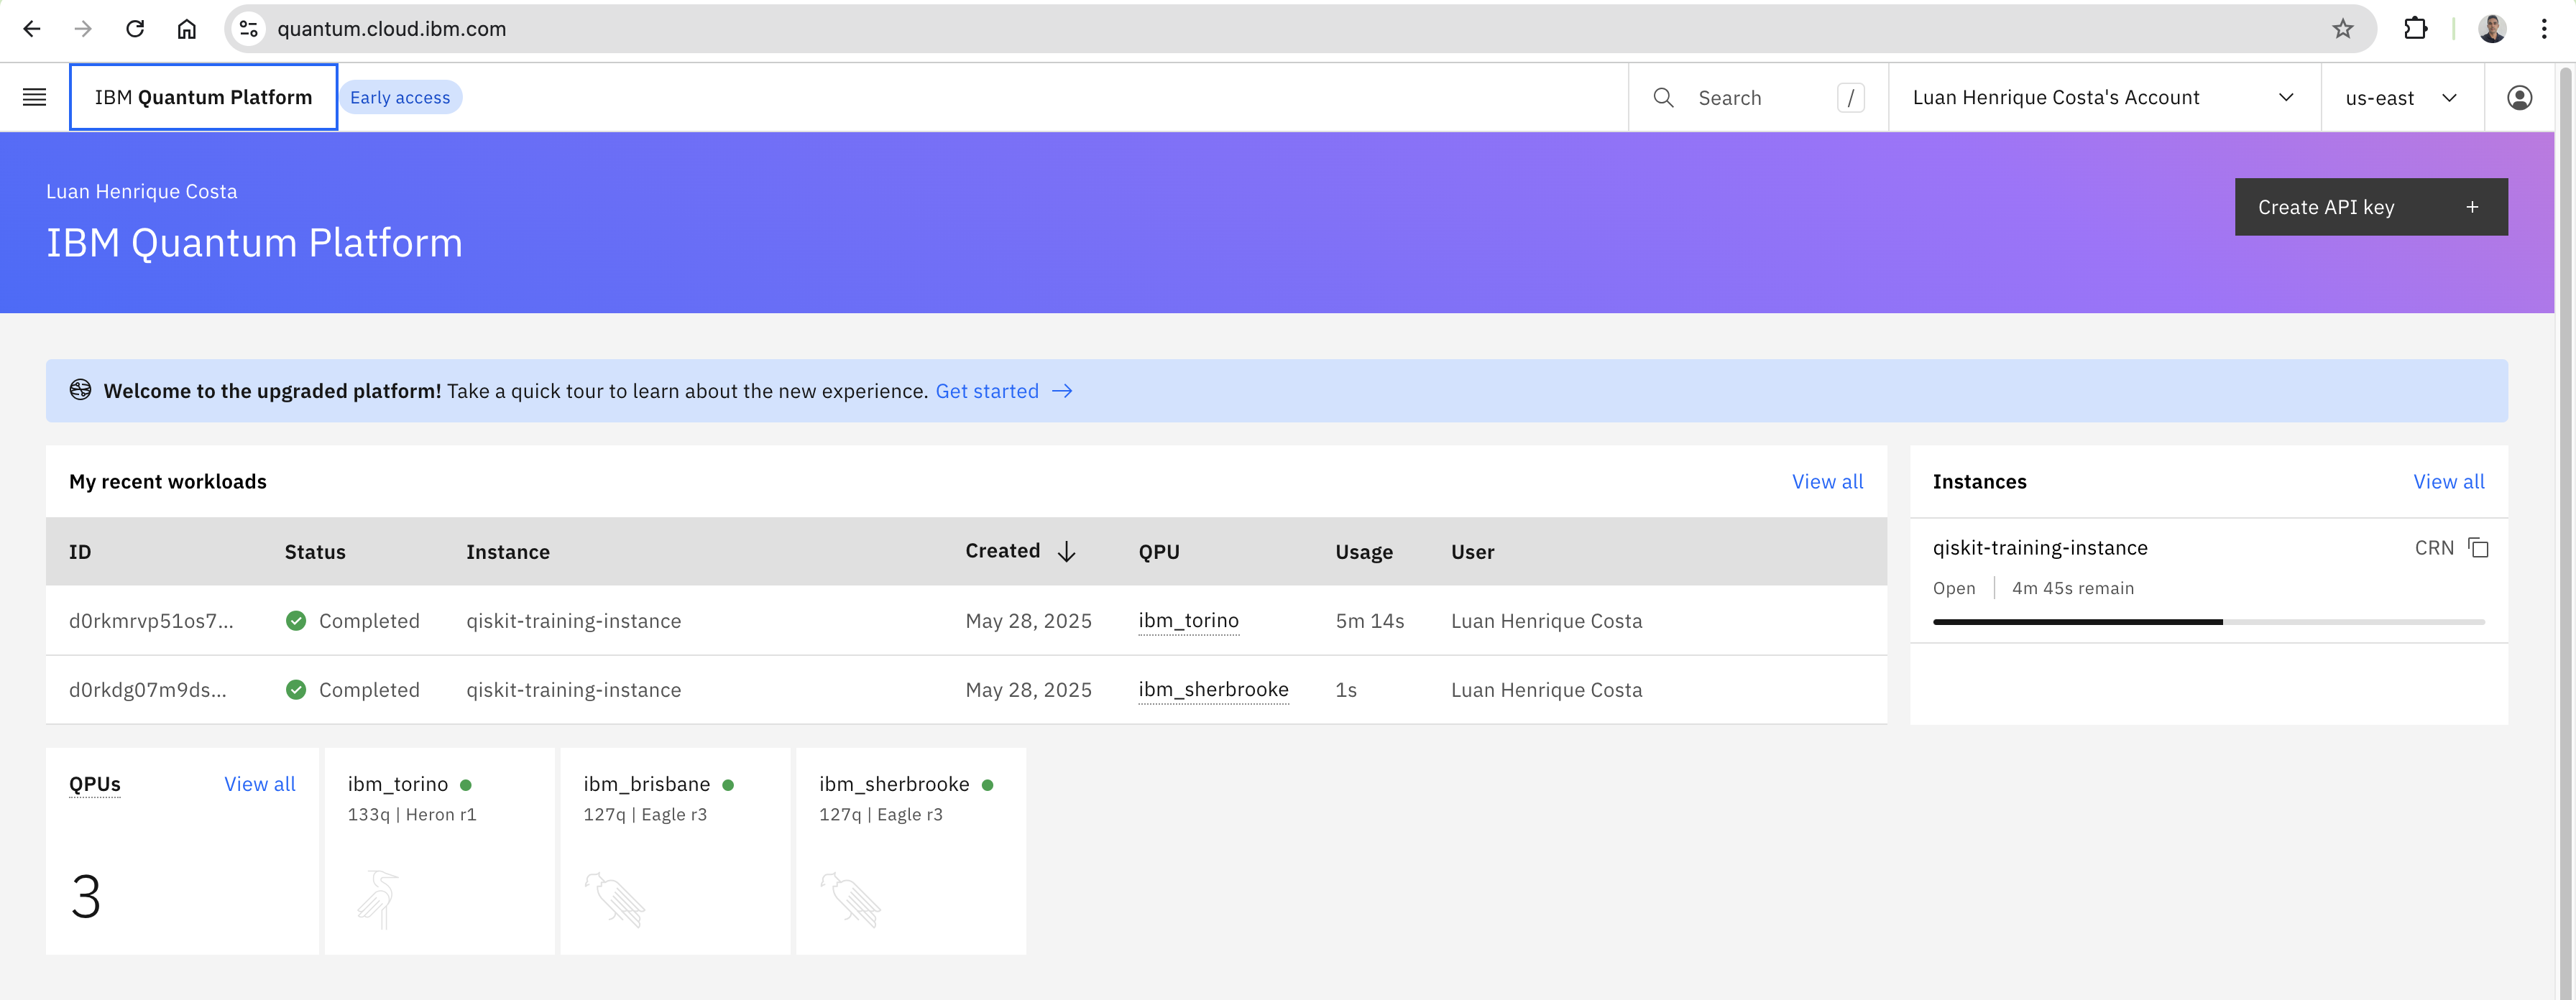 quantum.cloud.ibm.com
IBM Quantum Platform
Early access
Search
/
Luan Henrique Costa's Account
us-east
Luan Henrique Costa
IBM Quantum Platform
Create API key +
Welcome to the upgraded platform! Take a quick tour to learn about the new experience. Get started →
My recent workloads
View all
ID Status Instance Created ↓ QPU Usage User
d0rkmrvp51os7... Completed qiskit-training-instance May 28, 2025 ibm_torino 5m 14s Luan Henrique Costa
d0rkdg07m9ds... Completed qiskit-training-instance May 28, 2025 ibm_sherbrooke 1s Luan Henrique Costa
Instances
View all
qiskit-training-instance
CRN
Open | 4m 45s remain
QPUs
View all
3
ibm_torino
133q | Heron r1
ibm_brisbane
127q | Eagle r3
ibm_sherbrooke
127q | Eagle r3